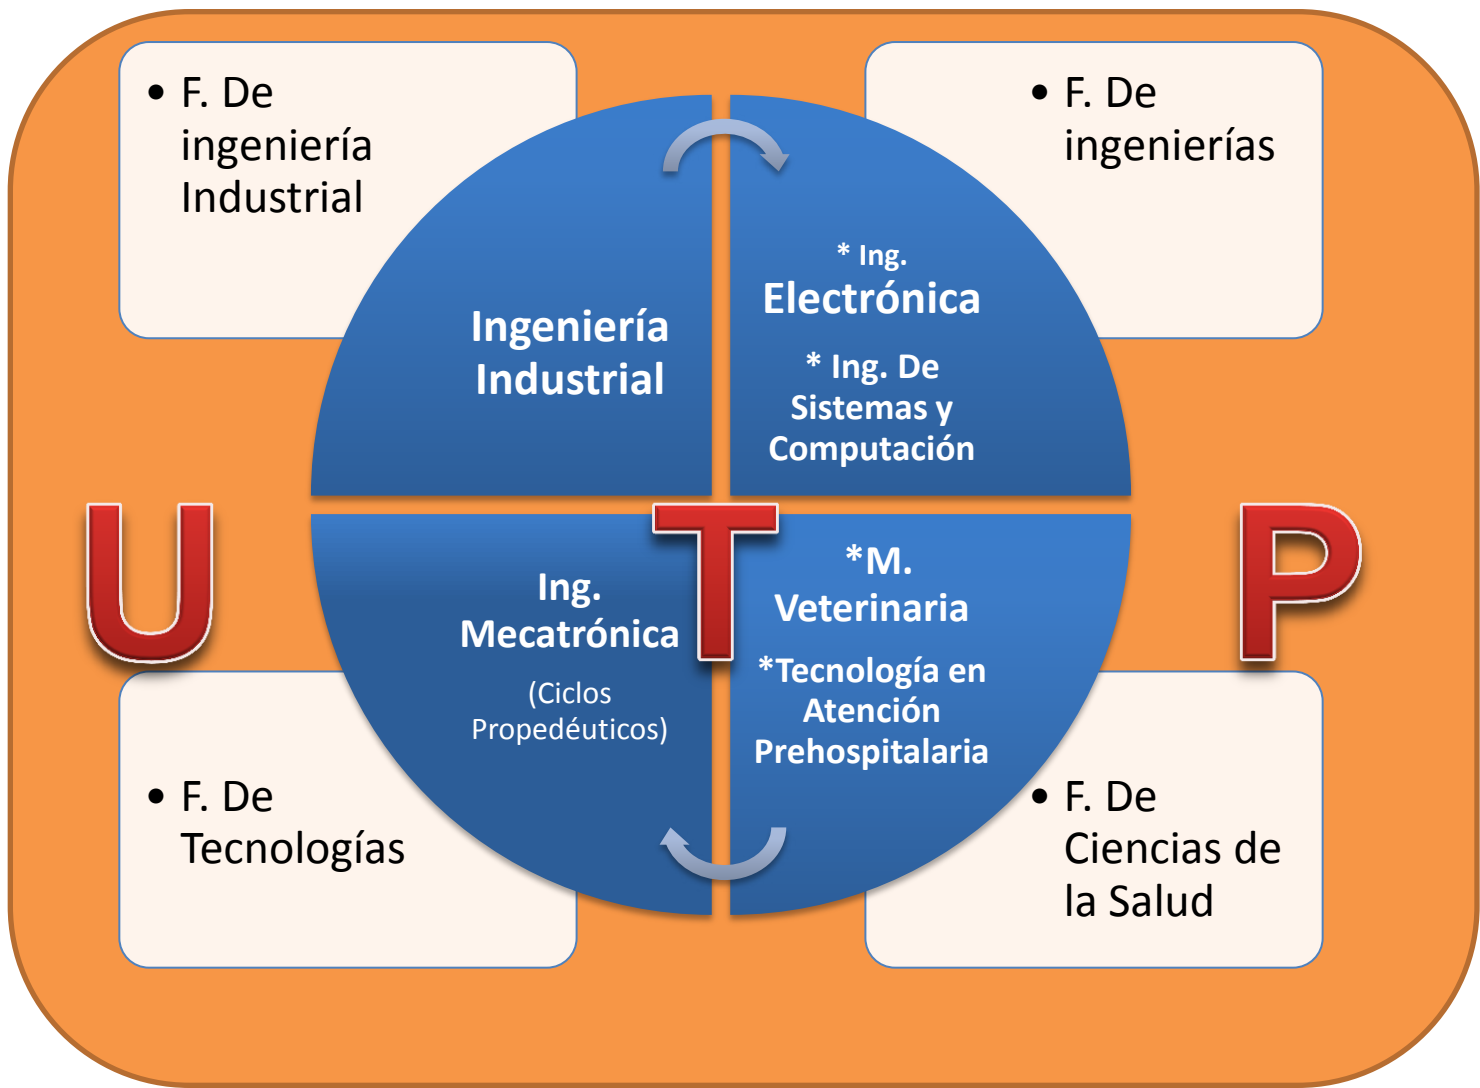 • F. De
ingeniería
Industrial
• F. De
ingenierías
Ingeniería
Industrial
* Ing.
Electrónica
* Ing. De
Sistemas y
Computación
U T P
Ing.
Mecatrónica
(Ciclos
Propedéuticos)
*M.
Veterinaria
*Tecnología en
Atención
Prehospitalaria
• F. De
Tecnologías
• F. De
Ciencias de
la Salud